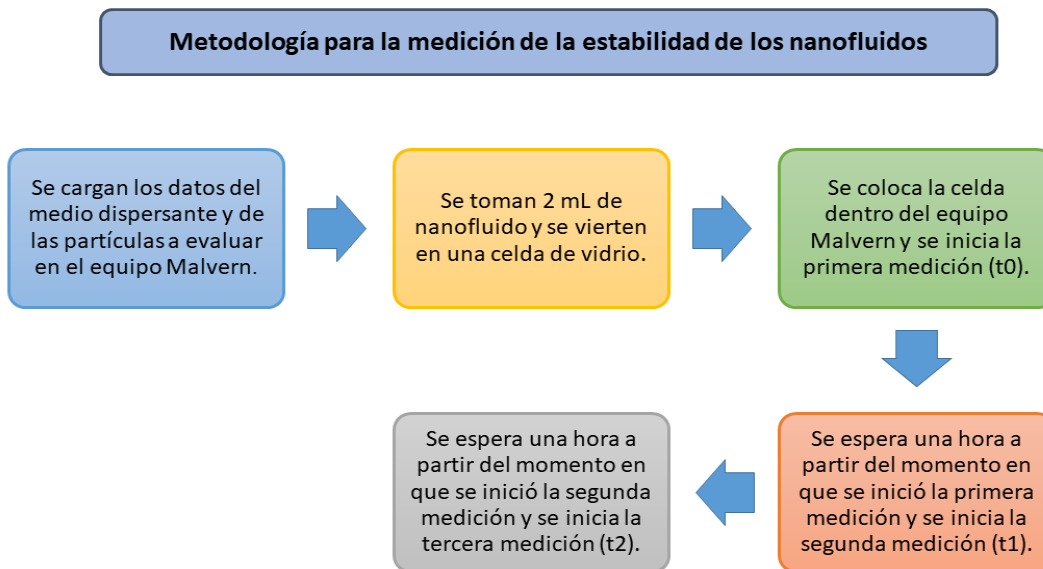 Metodología para la medición de la estabilidad de los nanofluidos
Se cargan los datos del
medio dispersante y de
las partículas a evaluar
en el equipo Malvern.
Se toman 2 mL de
nanofluido y se vierten
en una celda de vidrio.
Se coloca la celda
dentro del equipo
Malvern y se inicia la
primera medición (t0).
Se espera una hora a
partir del momento en
que se inició la primera
medición y se inicia la
segunda medición (t1).
Se espera una hora a
partir del momento en
que se inició la segunda
medición y se inicia la
tercera medición (t2).